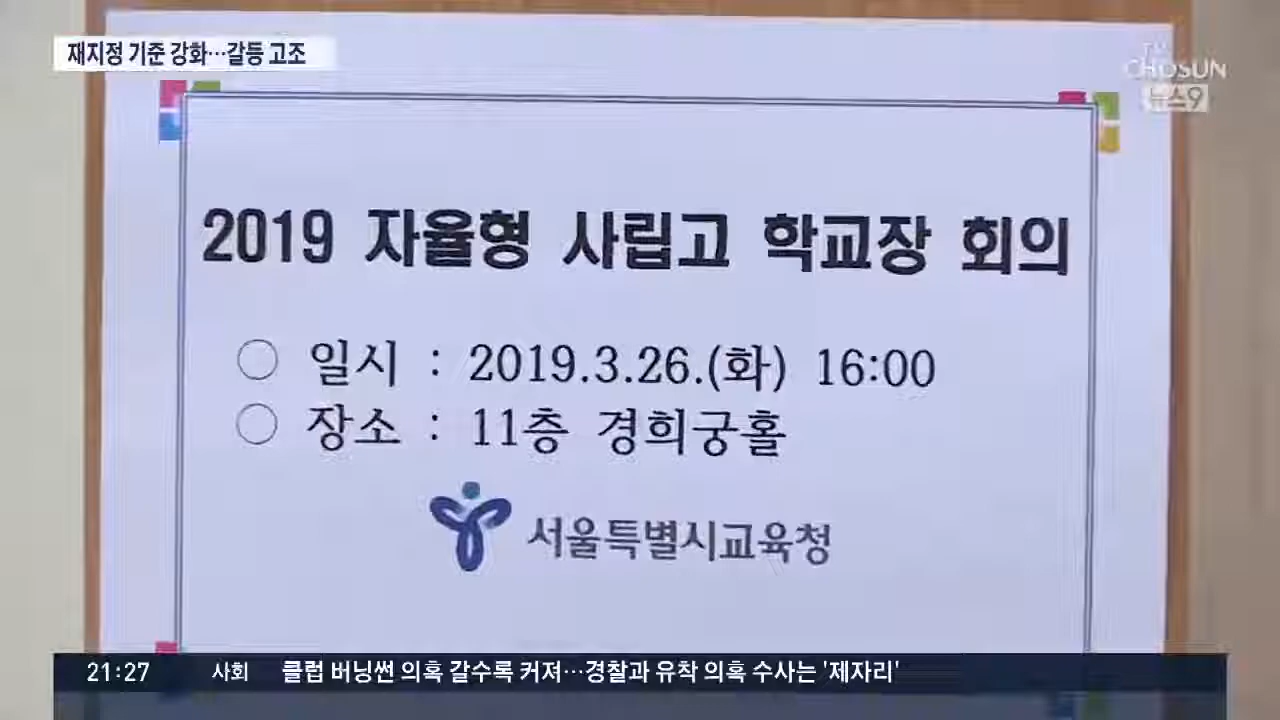 재지정 기준 강화…갈등 고조
TV CHOSUN
뉴스9
2019 자율형 사립고 학교장 회의
○ 일시 : 2019.3.26.(화) 16:00
○ 장소 : 11층 경희궁홀
서울특별시교육청
21:27 사회 클럽 버닝썬 의혹 갈수록 커져…경찰과 유착 의혹 수사는 '제자리'